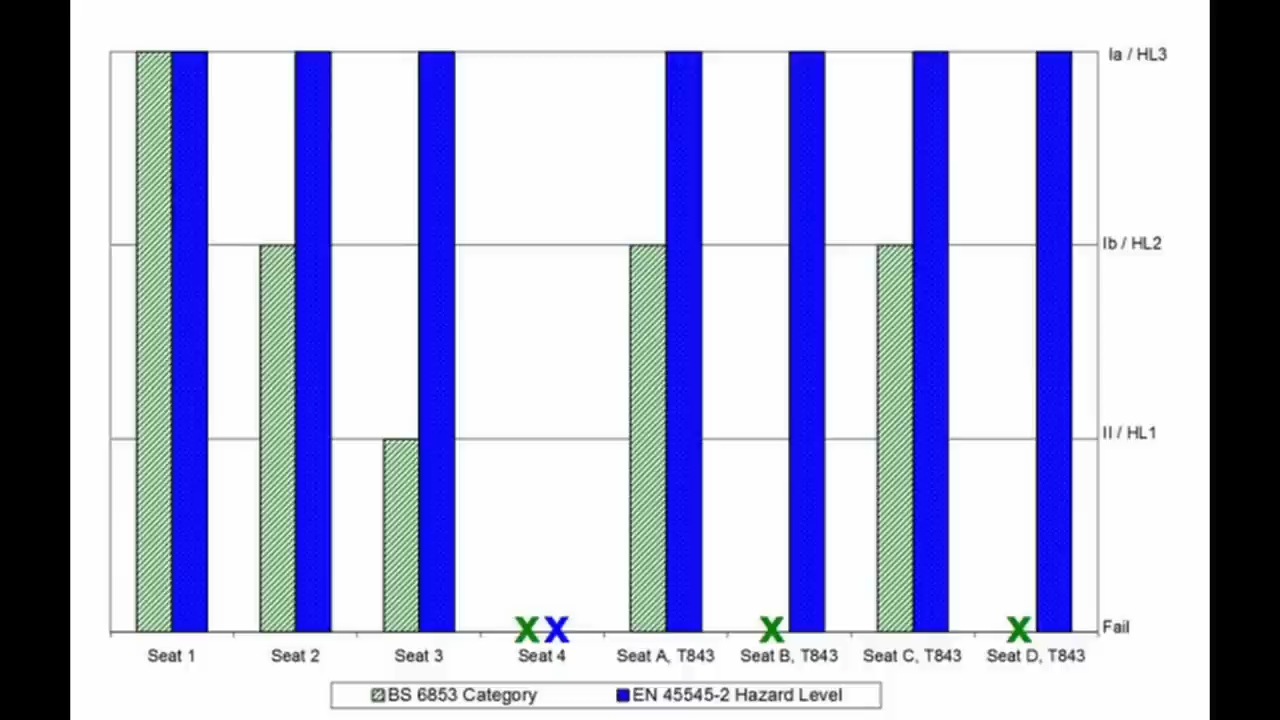 Ia / HL3
Ib / HL2
II / HL1
Fail
X X X X
Seat 1 Seat 2 Seat 3 Seat 4 Seat A, T843 Seat B, T843 Seat C, T843 Seat D, T843
BS 6853 Category EN 45545-2 Hazard Level